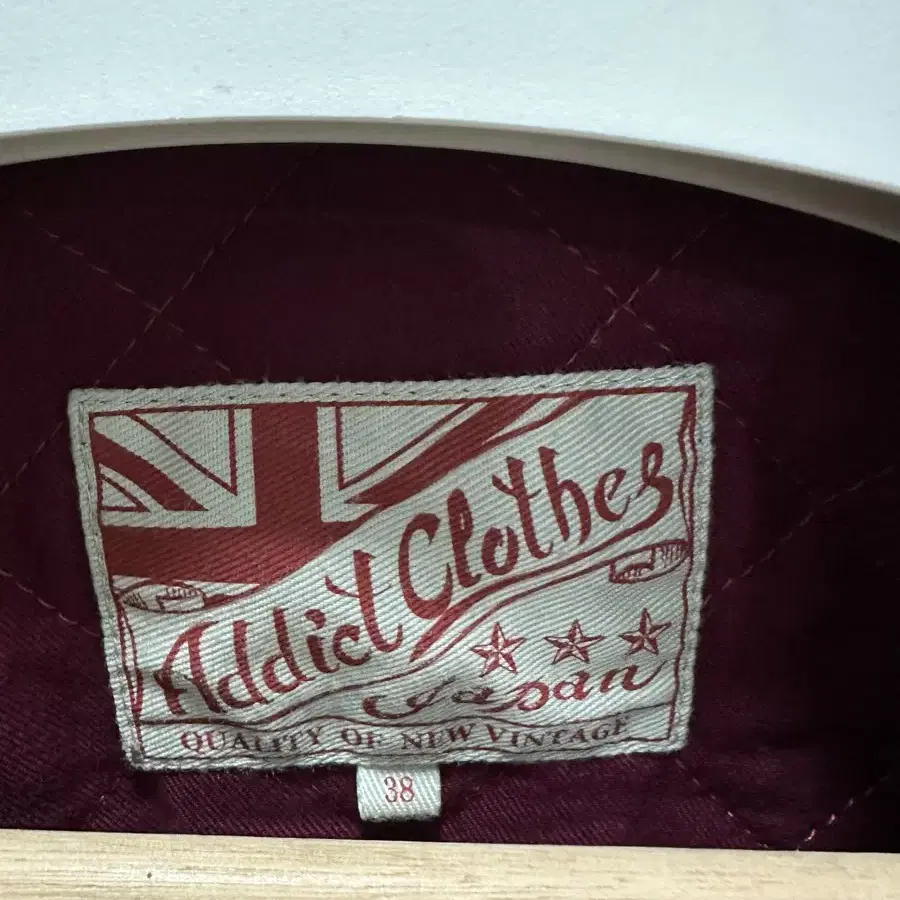 Addict Clothes
Japan
QUALITY OF NEW VINTAGE
38